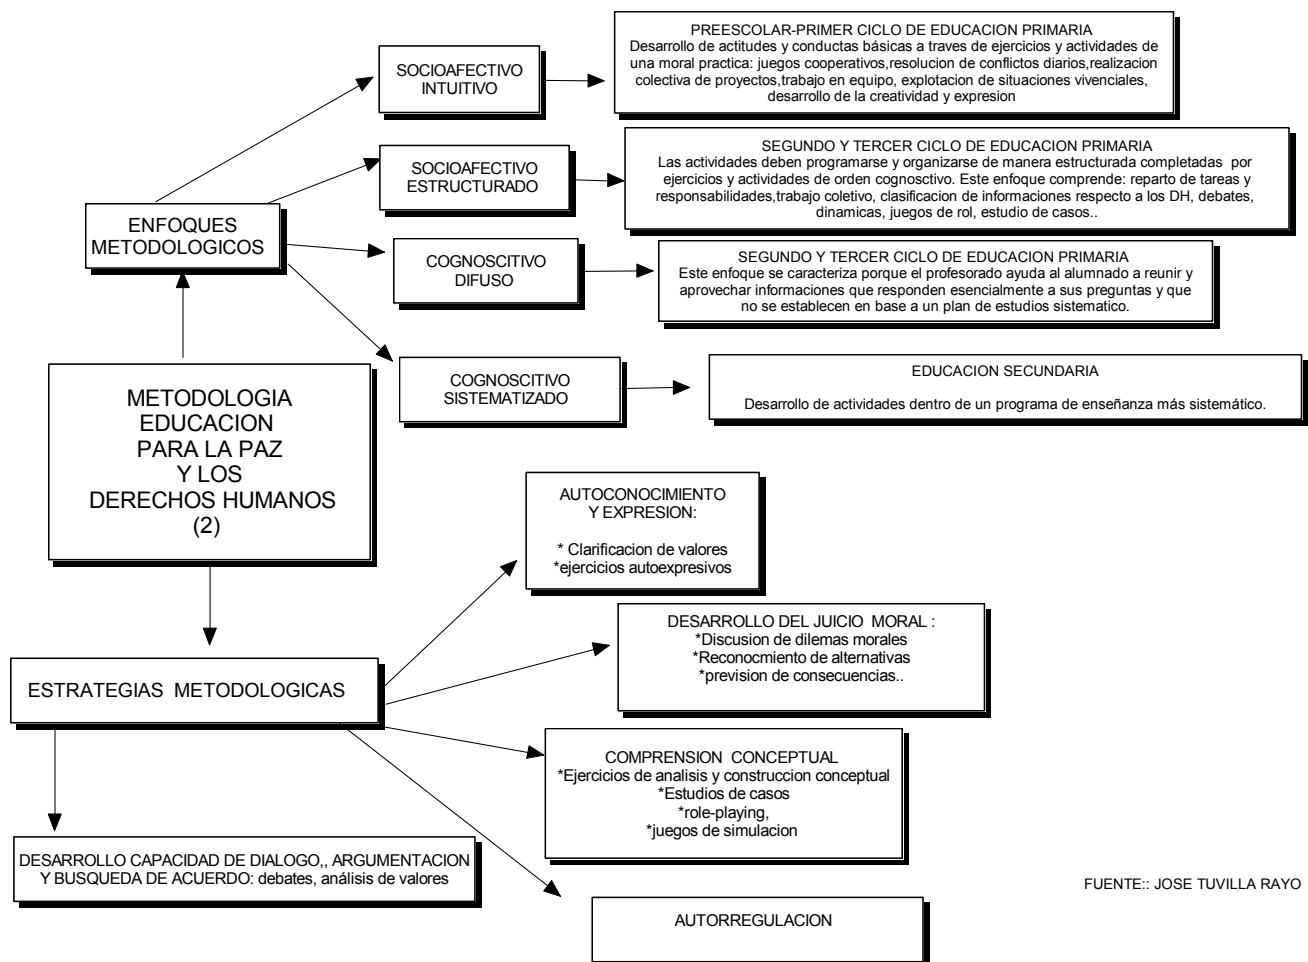 PREESCOLAR-PRIMER CICLO DE EDUCACION PRIMARIA
Desarrollo de actitudes y conductas básicas a traves de ejercicios y actividades de
una moral practica: juegos cooperativos,resolucion de conflictos diarios,realizacion
colectiva de proyectos,trabajo en equipo, explotacion de situaciones vivenciales,
desarrollo de la creatividad y expresion
SOCIOAFECTIVO
INTUITIVO
SEGUNDO Y TERCER CICLO DE EDUCACION PRIMARIA
Las actividades deben programarse y organizarse de manera estructurada completadas por
ejercicios y actividades de orden cognosctivo. Este enfoque comprende: reparto de tareas y
responsabilidades,trabajo coletivo, clasificacion de informaciones respecto a los DH, debates,
dinamicas, juegos de rol, estudio de casos..
SOCIOAFECTIVO
ESTRUCTURADO
ENFOQUES
METODOLOGICOS
COGNOSCITIVO
DIFUSO
SEGUNDO Y TERCER CICLO DE EDUCACION PRIMARIA
Este enfoque se caracteriza porque el profesorado ayuda al alumnado a reunir y
aprovechar informaciones que responden esencialmente a sus preguntas y que
no se establecen en base a un plan de estudios sistematico.
COGNOSCITIVO
SISTEMATIZADO
EDUCACION SECUNDARIA
Desarrollo de actividades dentro de un programa de enseñanza más sistemático.
METODOLOGIA
EDUCACION
PARA LA PAZ
Y LOS
DERECHOS HUMANOS
(2)
AUTOCONOCIMIENTO
Y EXPRESION:
* Clarificacion de valores
*ejercicios autoexpresivos
DESARROLLO DEL JUICIO MORAL :
*Discusion de dilemas morales
*Reconocmiento de alternativas
*prevision de consecuencias..
ESTRATEGIAS METODOLOGICAS
COMPRENSION CONCEPTUAL
*Ejercicios de analisis y construccion conceptual
*Estudios de casos
*role-playing,
*juegos de simulacion
DESARROLLO CAPACIDAD DE DIALOGO,, ARGUMENTACION
Y BUSQUEDA DE ACUERDO: debates, análisis de valores
FUENTE:: JOSE TUVILLA RAYO
AUTORREGULACION